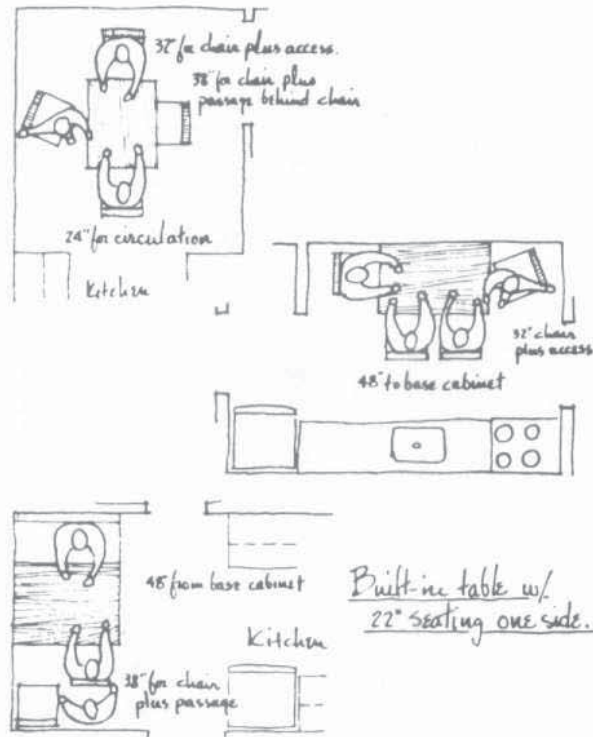 32" for chair plus access.
38" for chair plus
passage behind chair
24" for circulation
Kitchen
32" chair
plus access
48" to base cabinet
48" from base cabinet
Built-in table w/
22" seating one side.
Kitchen
38" for chair
plus passage